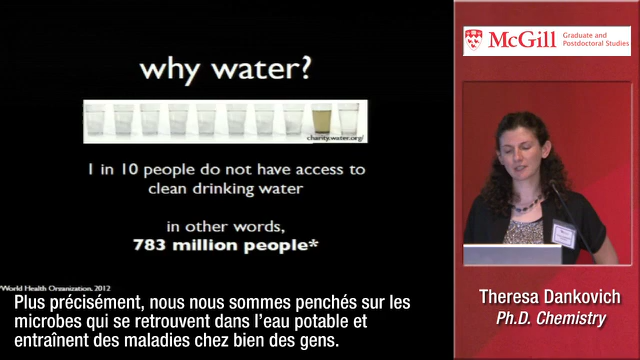 why water?
charity.water.org/
1 in 10 people do not have access to
clean drinking water
in other words,
783 million people*
*World Health Organization, 2012
Plus précisément, nous nous sommes penchés sur les
microbes qui se retrouvent dans l'eau potable et
entraînent des maladies chez bien des gens.
McGill
Graduate and
Postdoctoral Studies
Theresa Dankovich
Ph.D. Chemistry